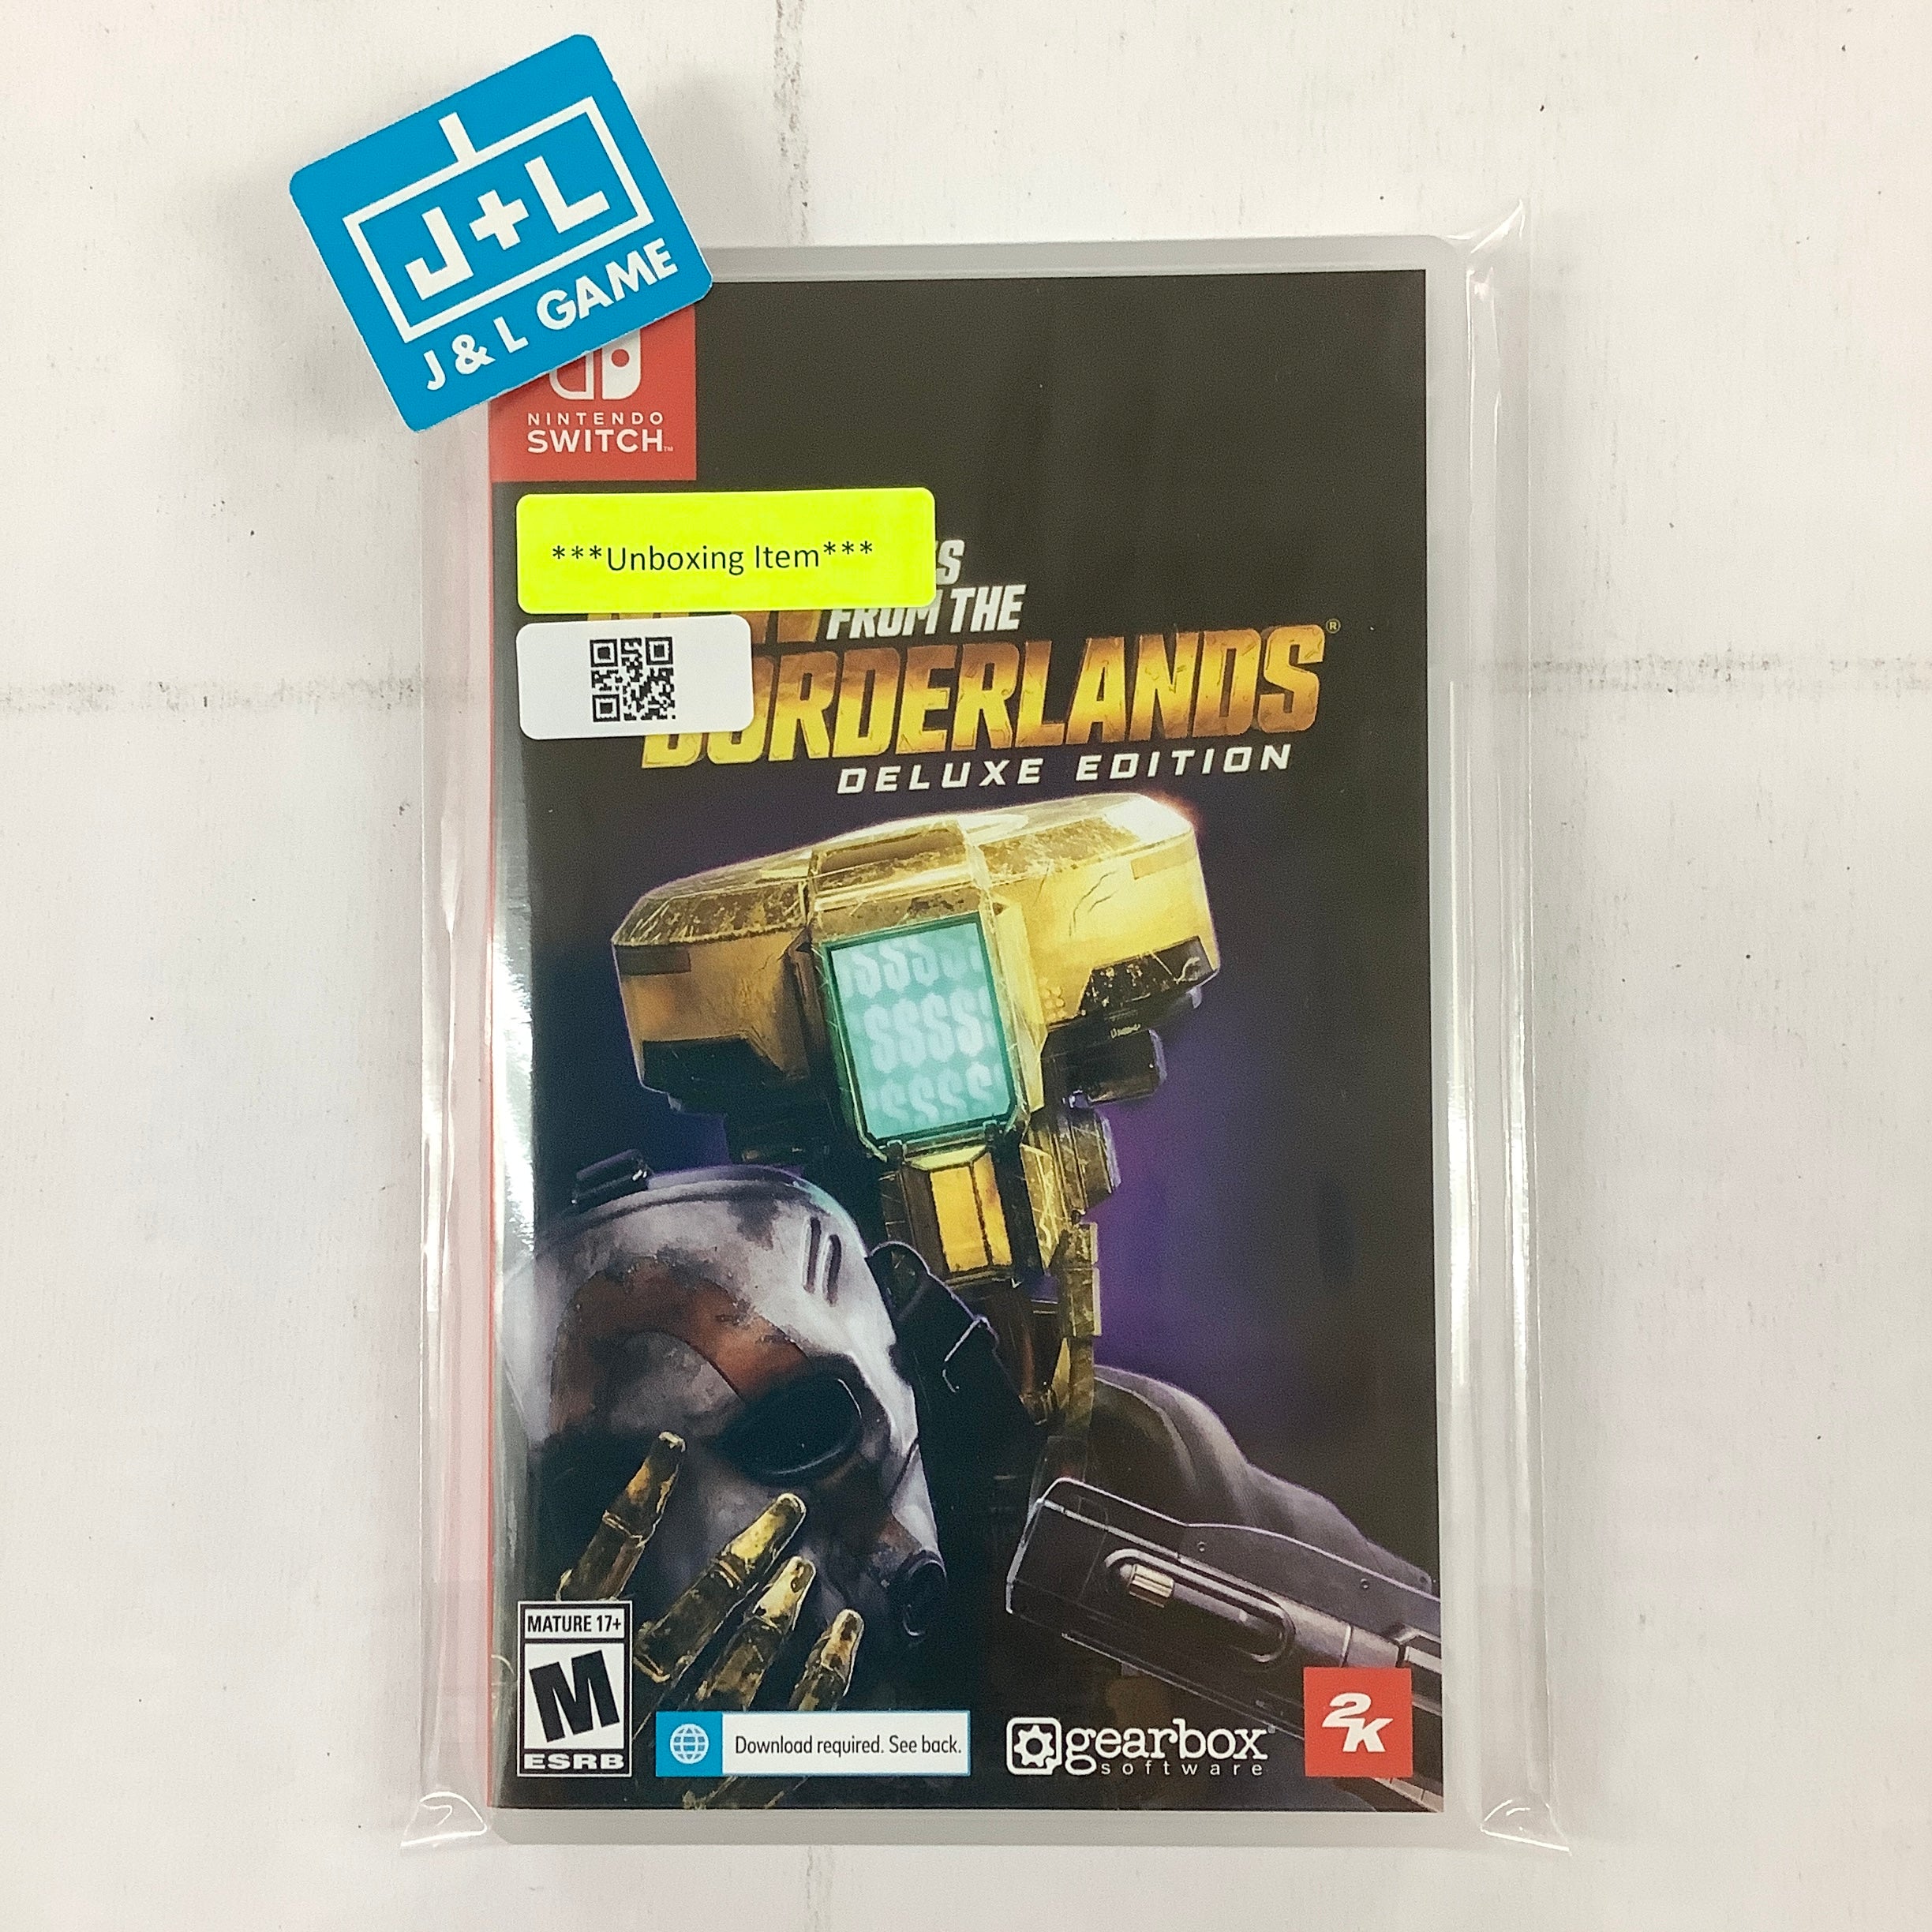 J+L
J & L GAME
NINTENDO
SWITCH™
***Unboxing Item***
FROM THE
BORDERLANDS®
DELUXE EDITION
$$$$
$$$$
$$$$
MATURE 17+
M
ESRB
Download required. See back.
gearbox
software
2K